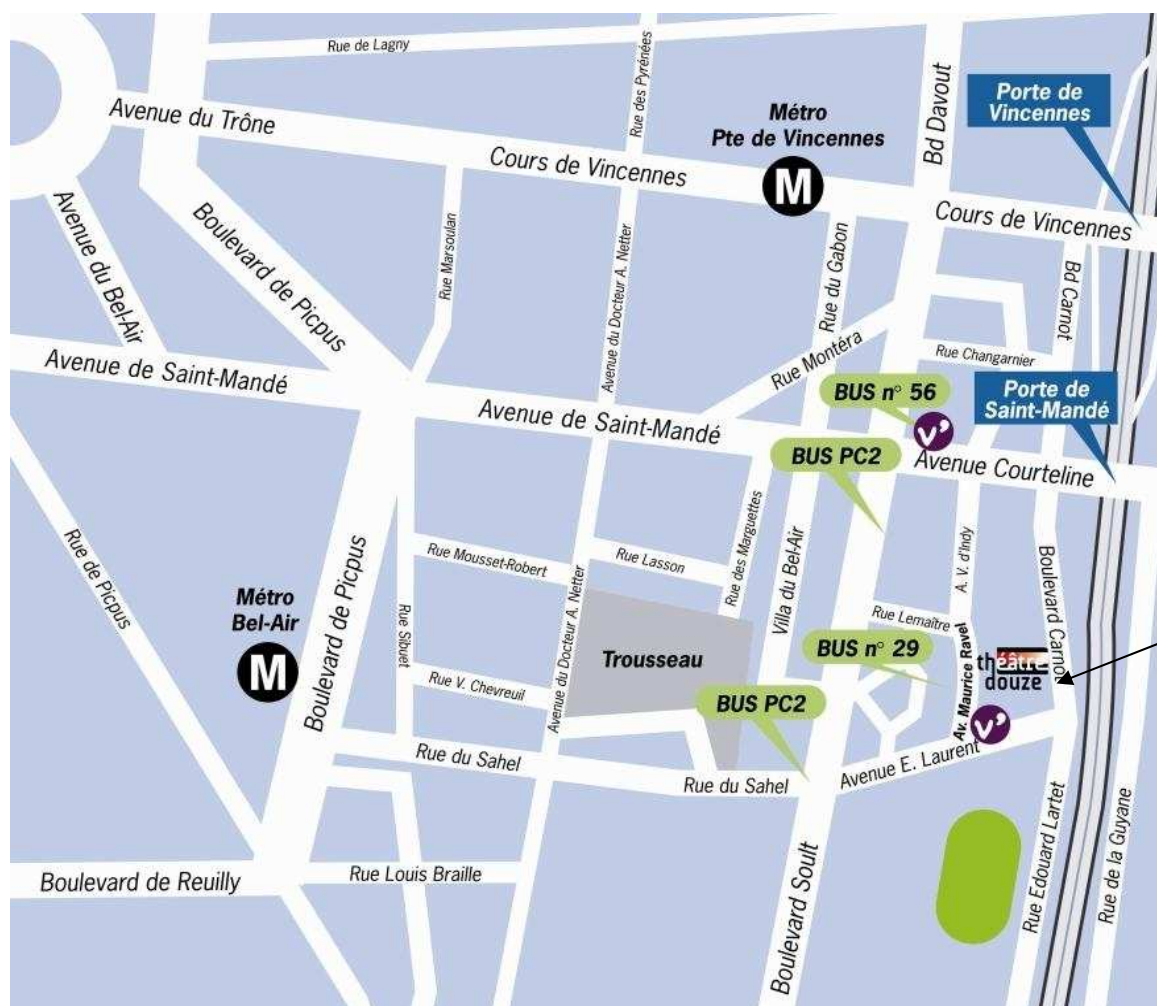 Rue de Lagny
Rue des Pyrénées
Bd Davout
Porte de
Vincennes
Avenue du Trône
Métro
Pte de Vincennes
M
Cours de Vincennes
Cours de Vincennes
Avenue du Bel-Air
Boulevard de Picpus
Rue Marsoulan
Avenue du Docteur A. Netter
Rue du Gabon
Bd Carnot
Rue Montéra
Rue Changarnier
Avenue de Saint-Mandé
Avenue de Saint-Mandé
BUS n° 56
v'
Porte de
Saint-Mandé
BUS PC2
Avenue Courteline
Rue de Picpus
Boulevard de Picpus
Rue Mousset-Robert
Rue Lasson
Rue des Marguettes
Villa du Bel-Air
A. V. d'Indy
Boulevard Carnot
Métro
Bel-Air
M
Rue Sibuet
Avenue du Docteur A. Netter
Rue Lemaître
Trousseau
BUS n° 29
Av. Maurice Ravel
théâtre
douze
Rue V. Chevreuil
BUS PC2
v'
Rue du Sahel
Rue du Sahel
Avenue E. Laurent
Boulevard de Reuilly
Rue Louis Braille
Boulevard Soult
Rue Edouard Lartet
Rue de la Guyane